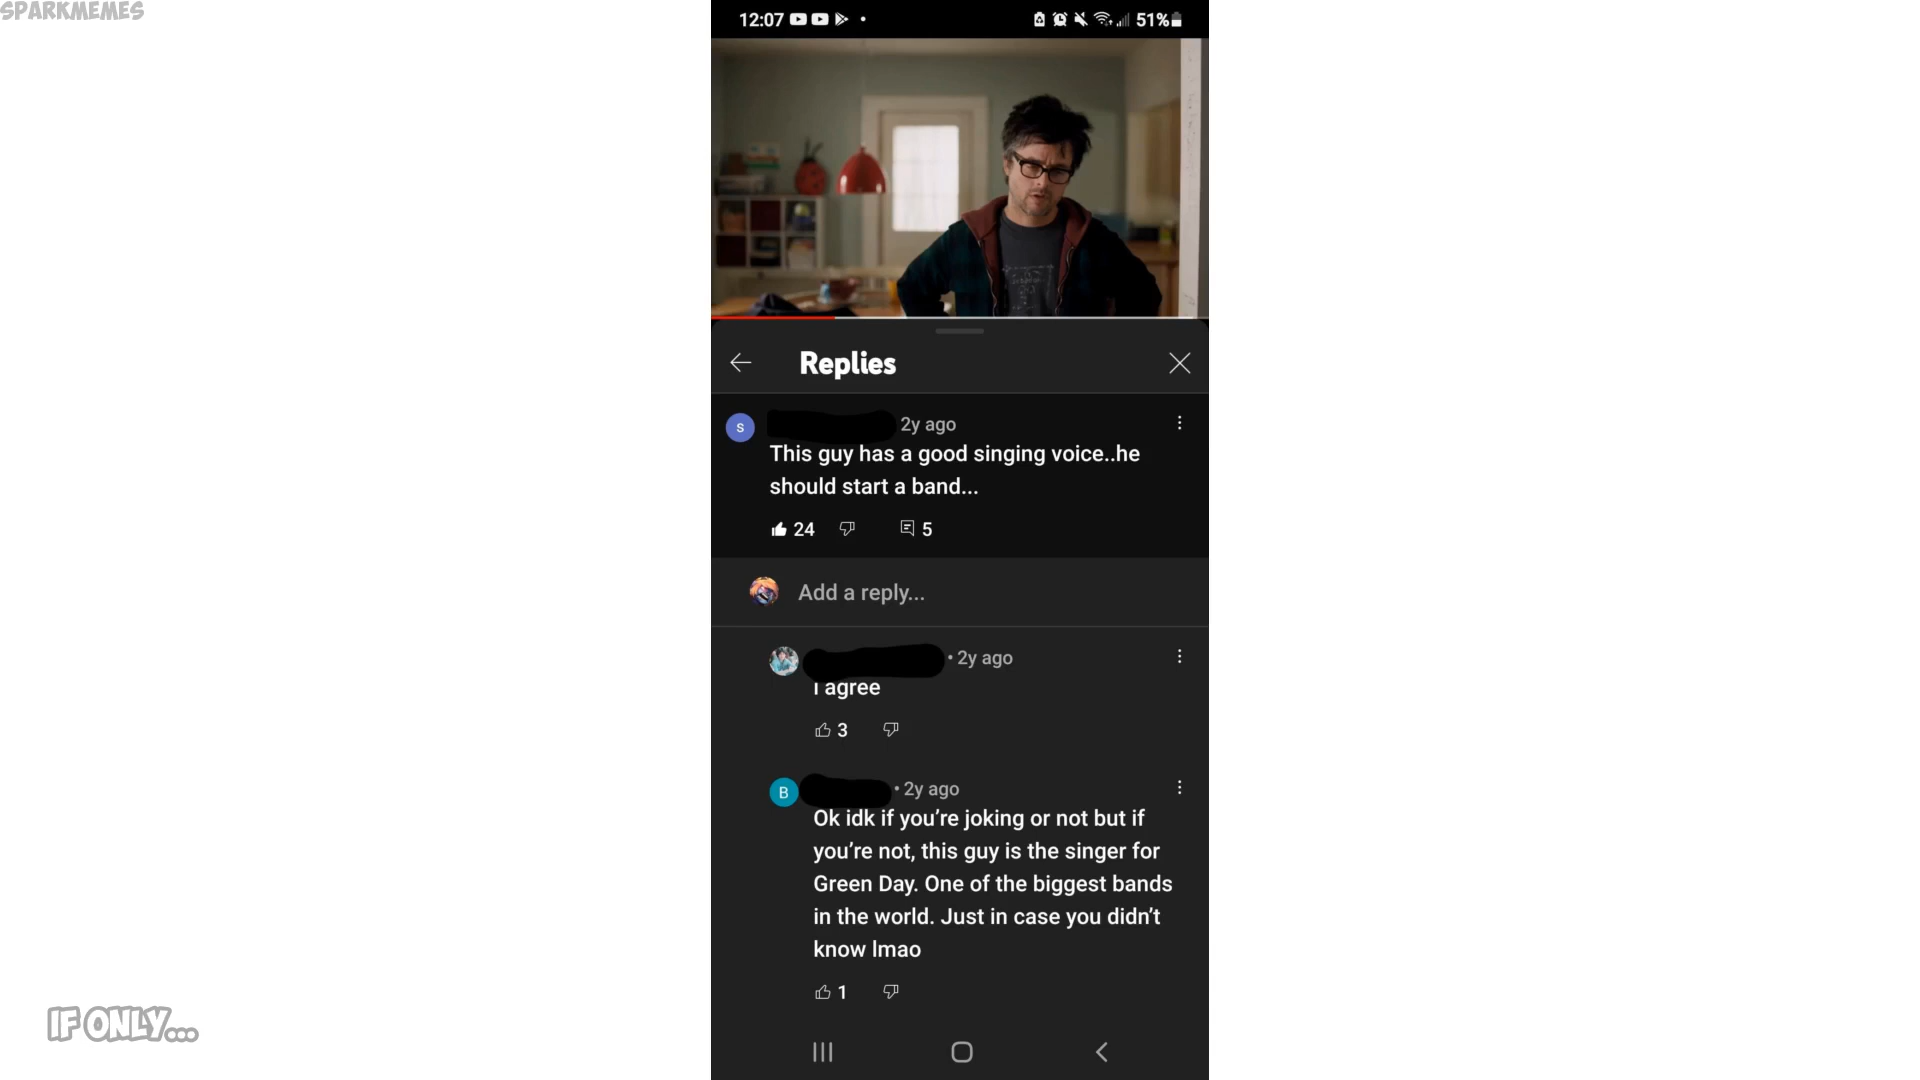 SPARKMEMES
12:07
51%
Replies
S
2y ago
This guy has a good singing voice..he
should start a band...
24
5
Add a reply...
• 2y ago
I agree
3
B
• 2y ago
Ok idk if you’re joking or not but if
you’re not, this guy is the singer for
Green Day. One of the biggest bands
in the world. Just in case you didn’t
know lmao
1
IF ONLY...